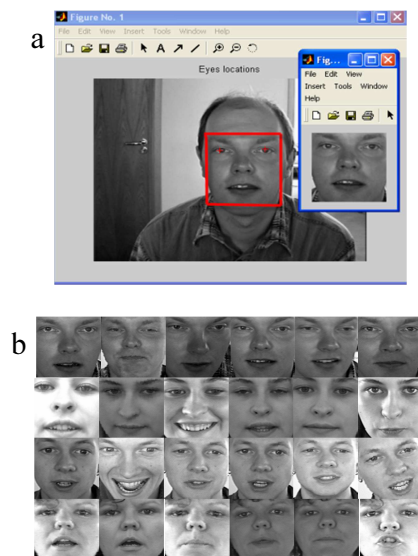 a
Figure No. 1
File Edit View Insert Tools Window Help
Eyes locations
Fig...
File Edit View
Insert Tools Window
Help
b